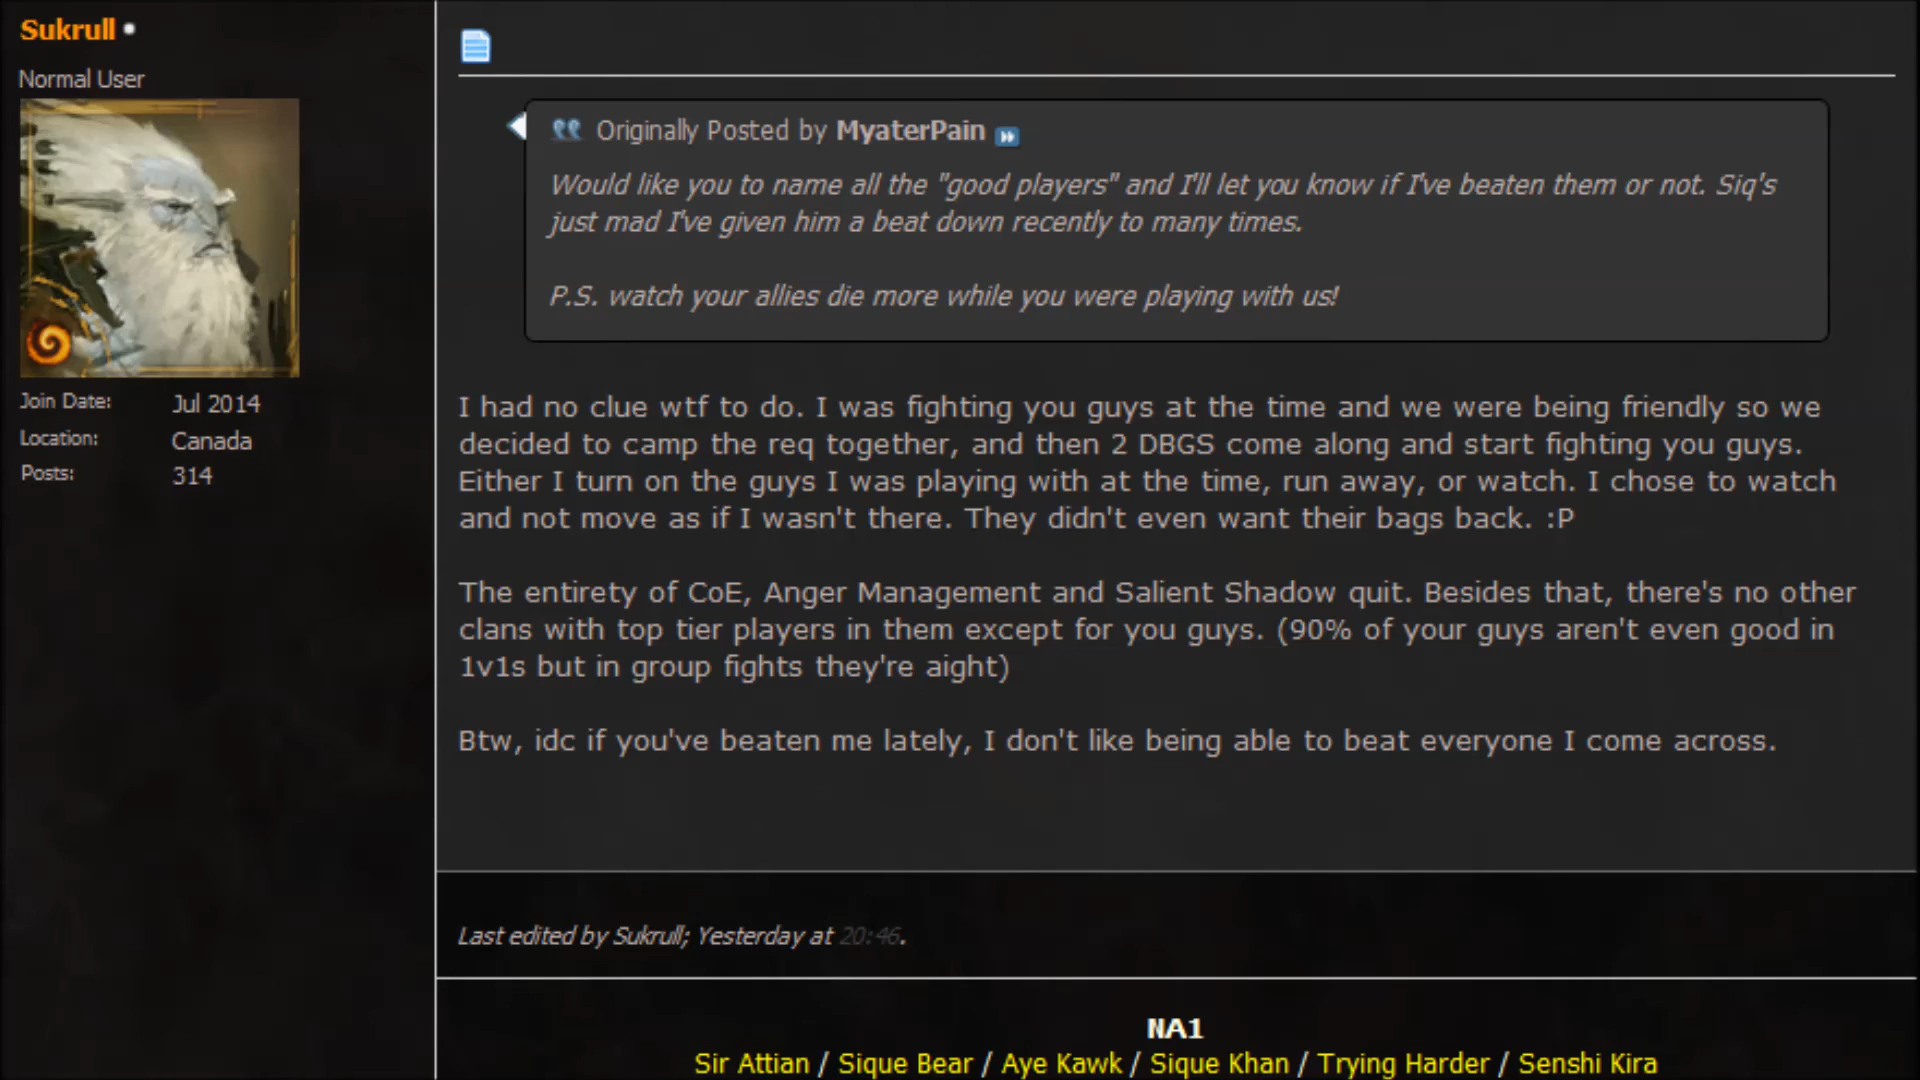 Sukrull
Normal User
Join Date: Jul 2014
Location: Canada
Posts: 314
Originally Posted by MyaterPain
Would like you to name all the "good players" and I'll let you know if I've beaten them or not. Siq's
just mad I've given him a beat down recently to many times.
P.S. watch your allies die more while you were playing with us!
I had no clue wtf to do. I was fighting you guys at the time and we were being friendly so we
decided to camp the req together, and then 2 DBGS come along and start fighting you guys.
Either I turn on the guys I was playing with at the time, run away, or watch. I chose to watch
and not move as if I wasn't there. They didn't even want their bags back. :P
The entirety of CoE, Anger Management and Salient Shadow quit. Besides that, there's no other
clans with top tier players in them except for you guys. (90% of your guys aren't even good in
1v1s but in group fights they're aight)
Btw, idc if you've beaten me lately, I don't like being able to beat everyone I come across.
Last edited by Sukrull; Yesterday at 20:46.
NA1
Sir Attian / Sique Bear / Aye Kawk / Sique Khan / Trying Harder / Senshi Kira